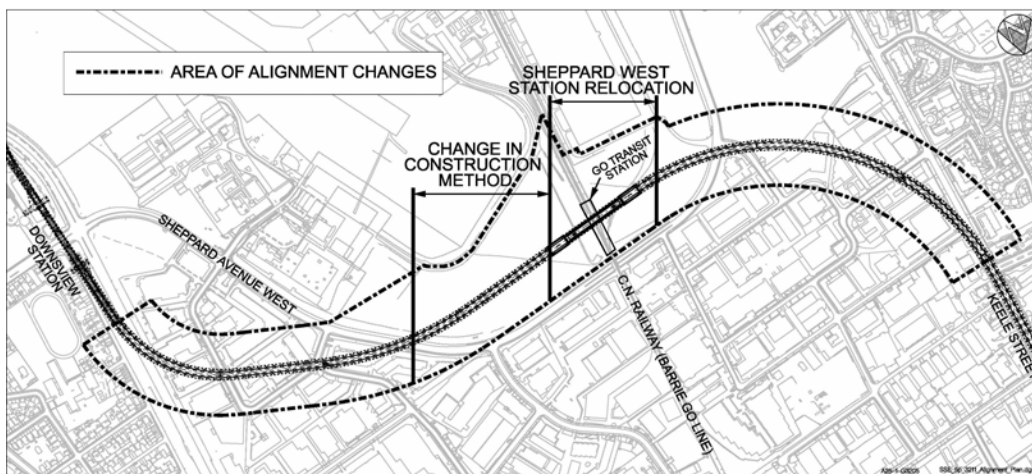 AREA OF ALIGNMENT CHANGES
SHEPPARD WEST
STATION RELOCATION
CHANGE IN
CONSTRUCTION
METHOD
GO TRANSIT
STATION
SHEPPARD AVENUE WEST
DOWNSVIEW
STATION
C.N. RAILWAY (BARRIE GO LINE)
KEELE STREET